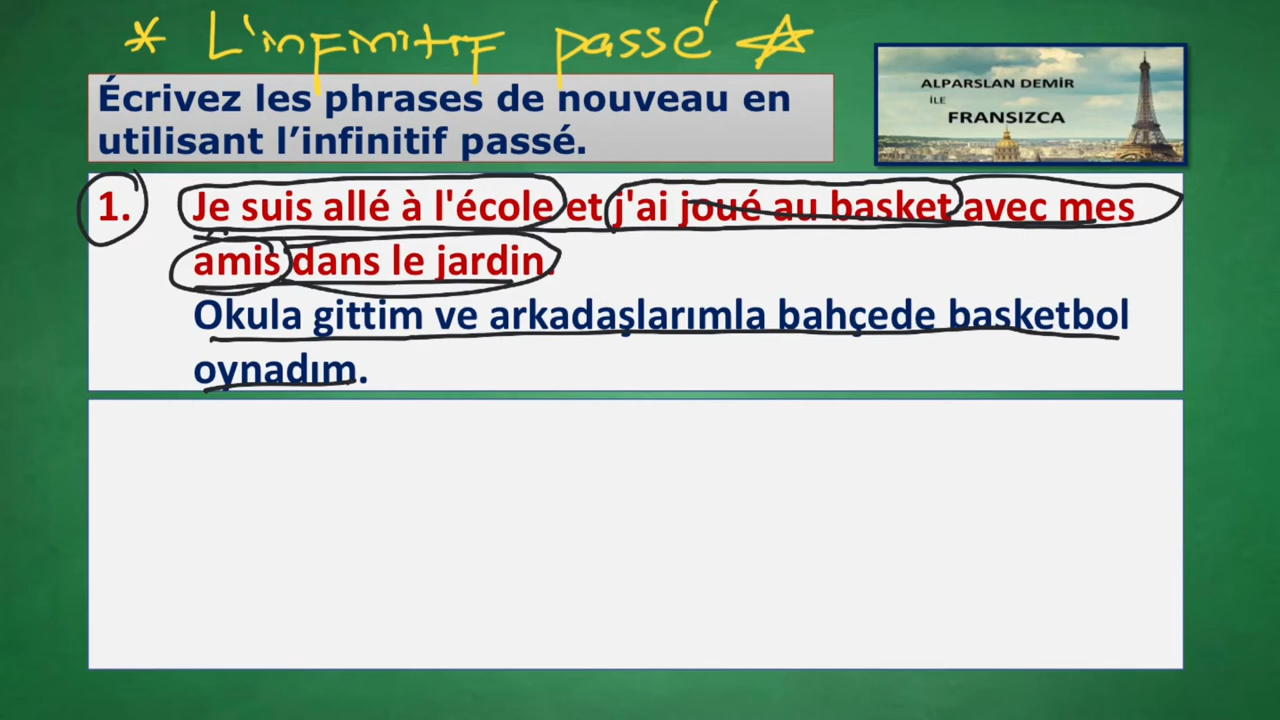 * L'infinitif passé ☆
Écrivez les phrases de nouveau en
utilisant l’infinitif passé.
ALPARSLAN DEMİR
İLE
FRANSIZCA
1. Je suis allé à l'école et j'ai joué au basket avec mes
amis dans le jardin.
Okula gittim ve arkadaşlarımla bahçede basketbol
oynadım.